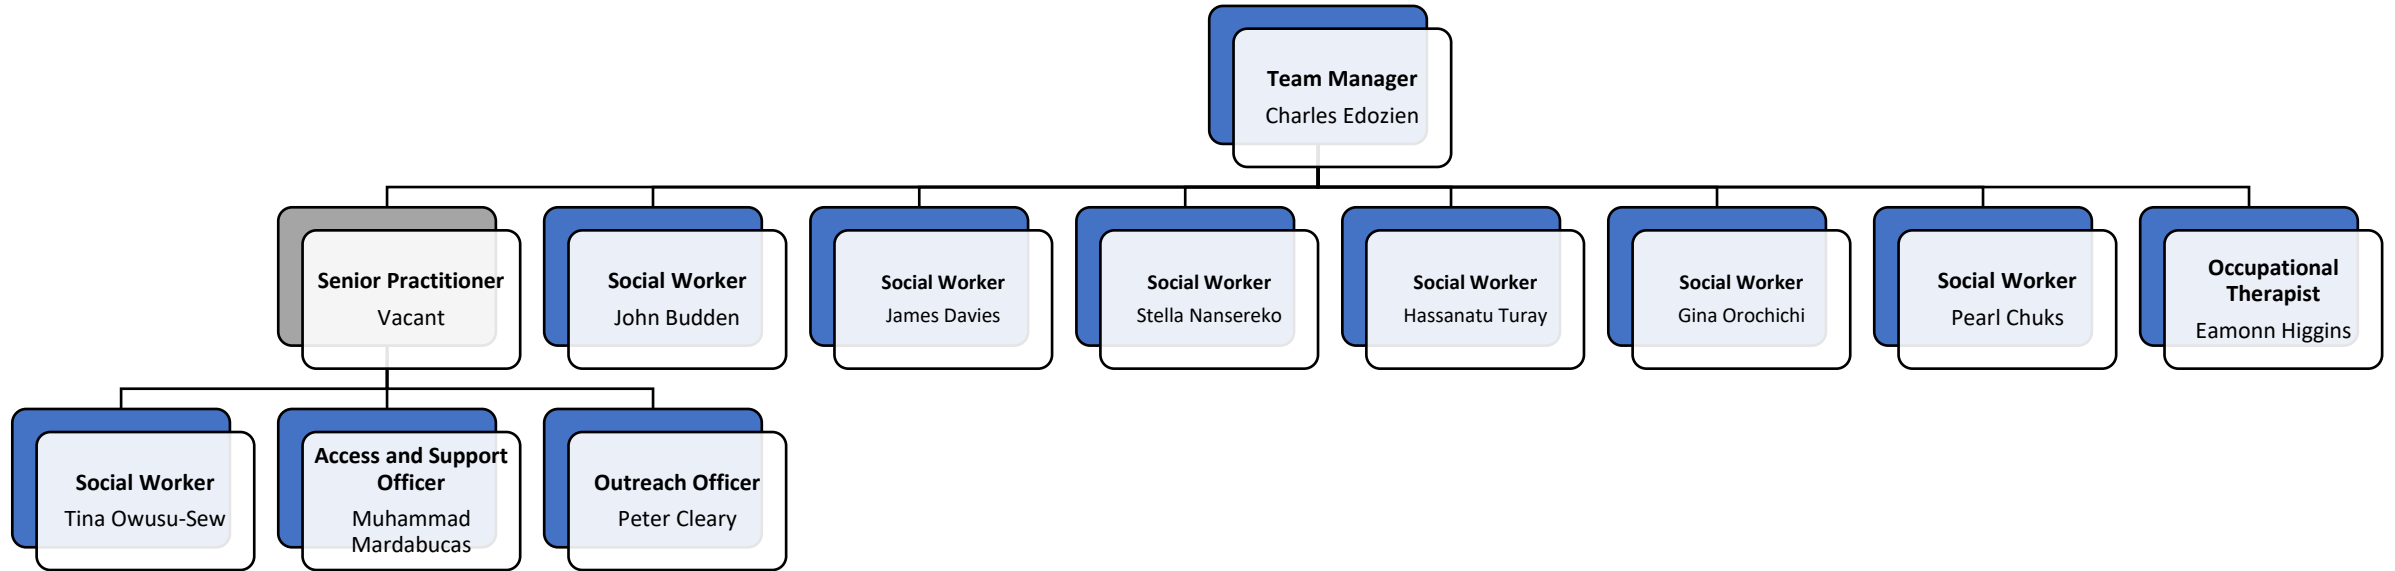 Team Manager
Charles Edozien
Senior Practitioner
Vacant
Social Worker
John Budden
Social Worker
James Davies
Social Worker
Stella Nansereko
Social Worker
Hassanatu Turay
Social Worker
Gina Orochichi
Social Worker
Pearl Chuks
Occupational
Therapist
Eamonn Higgins
Social Worker
Tina Owusu-Sew
Access and Support
Officer
Muhammad
Mardabucas
Outreach Officer
Peter Cleary